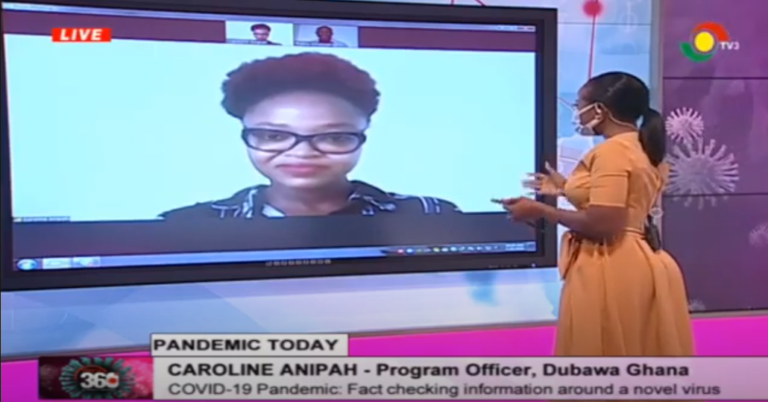 LIVE
TV3
PANDEMIC TODAY
CAROLINE ANIPAH - Program Officer, Dubawa Ghana
360
COVID-19 Pandemic: Fact checking information around a novel virus